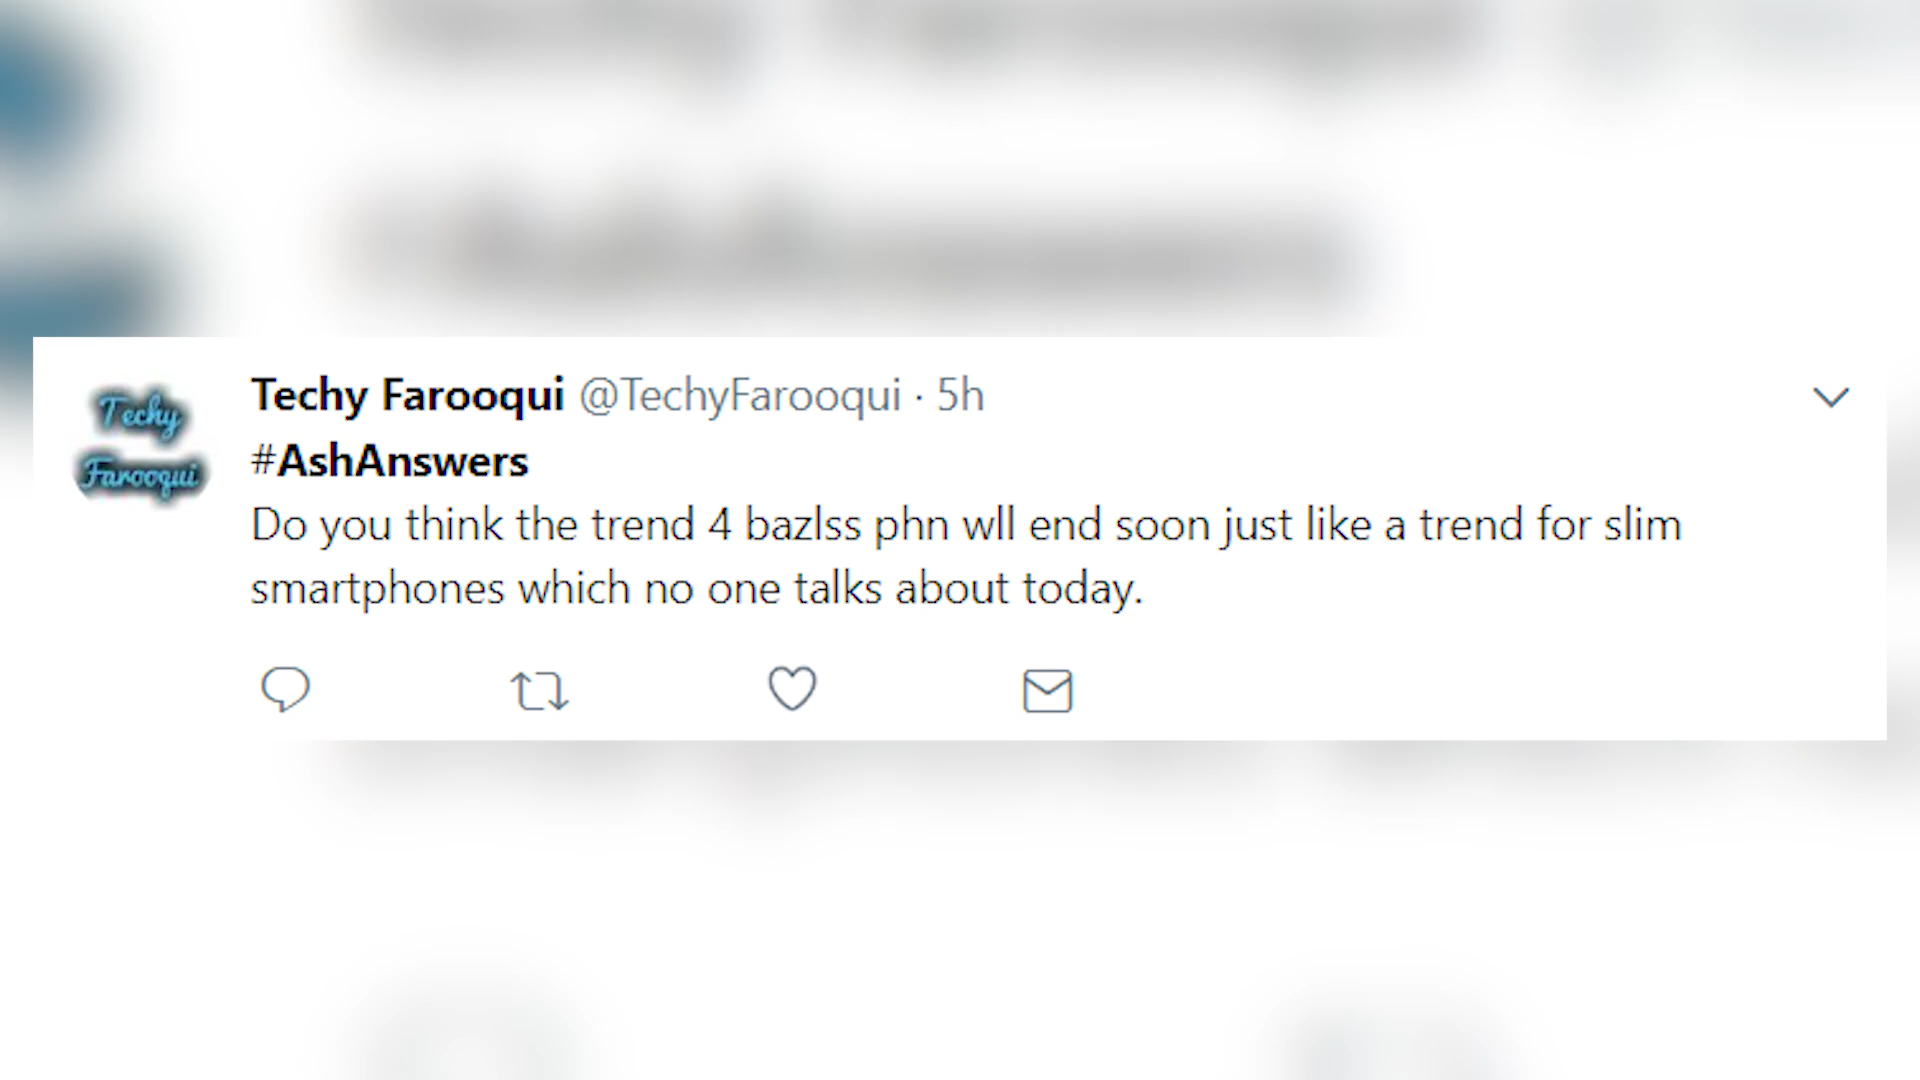 Techy
Farooqui
Techy Farooqui @TechyFarooqui · 5h
#AshAnswers
Do you think the trend 4 bazlss phn wll end soon just like a trend for slim
smartphones which no one talks about today.